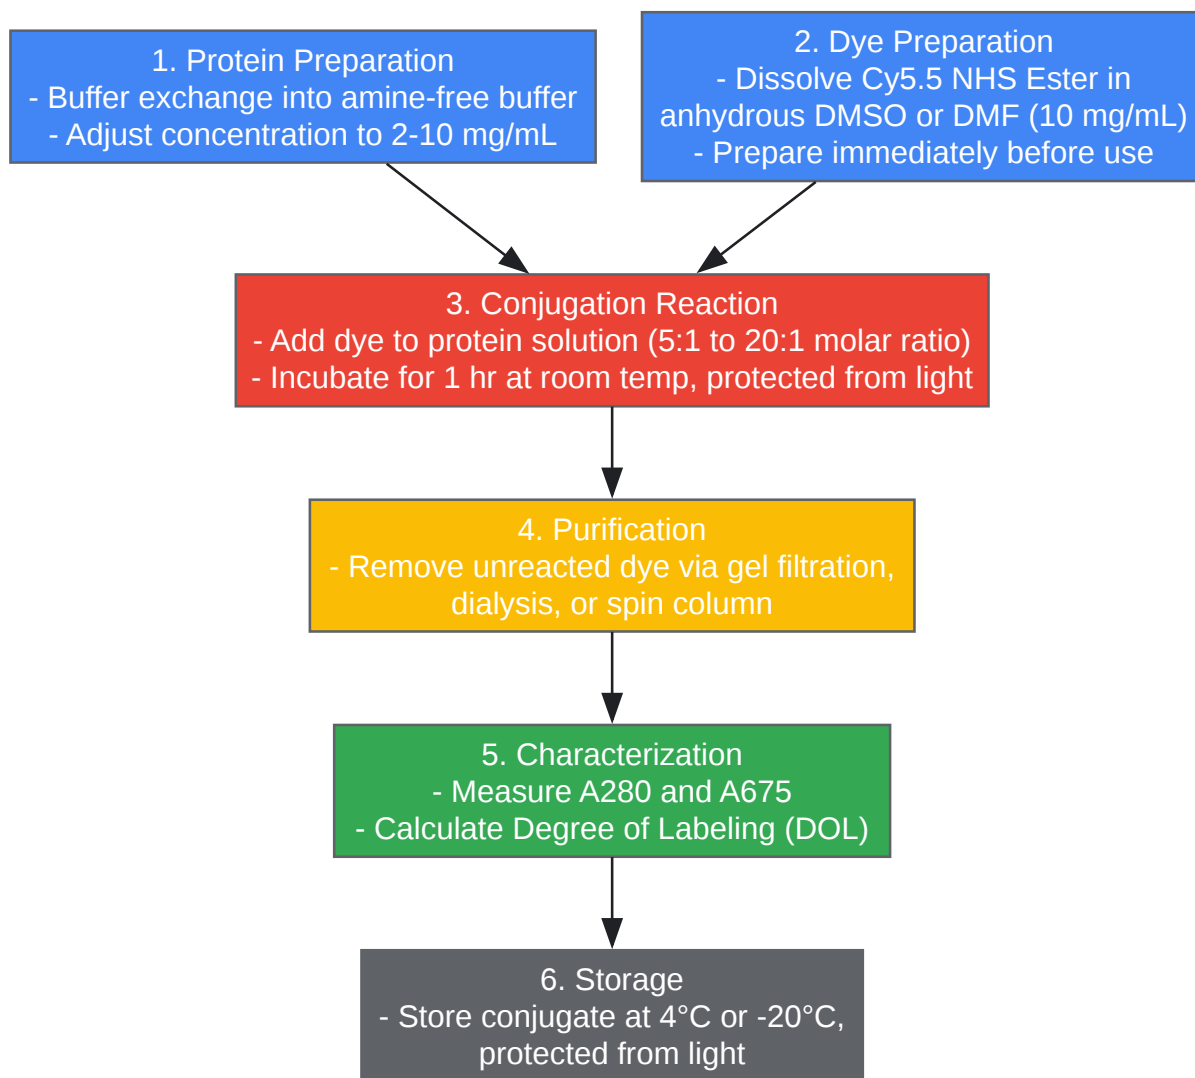 1. Protein Preparation
- Buffer exchange into amine-free buffer
- Adjust concentration to 2-10 mg/mL
2. Dye Preparation
- Dissolve Cy5.5 NHS Ester in
anhydrous DMSO or DMF (10 mg/mL)
- Prepare immediately before use
3. Conjugation Reaction
- Add dye to protein solution (5:1 to 20:1 molar ratio)
- Incubate for 1 hr at room temp, protected from light
4. Purification
- Remove unreacted dye via gel filtration,
dialysis, or spin column
5. Characterization
- Measure A280 and A675
- Calculate Degree of Labeling (DOL)
6. Storage
- Store conjugate at 4°C or -20°C,
protected from light